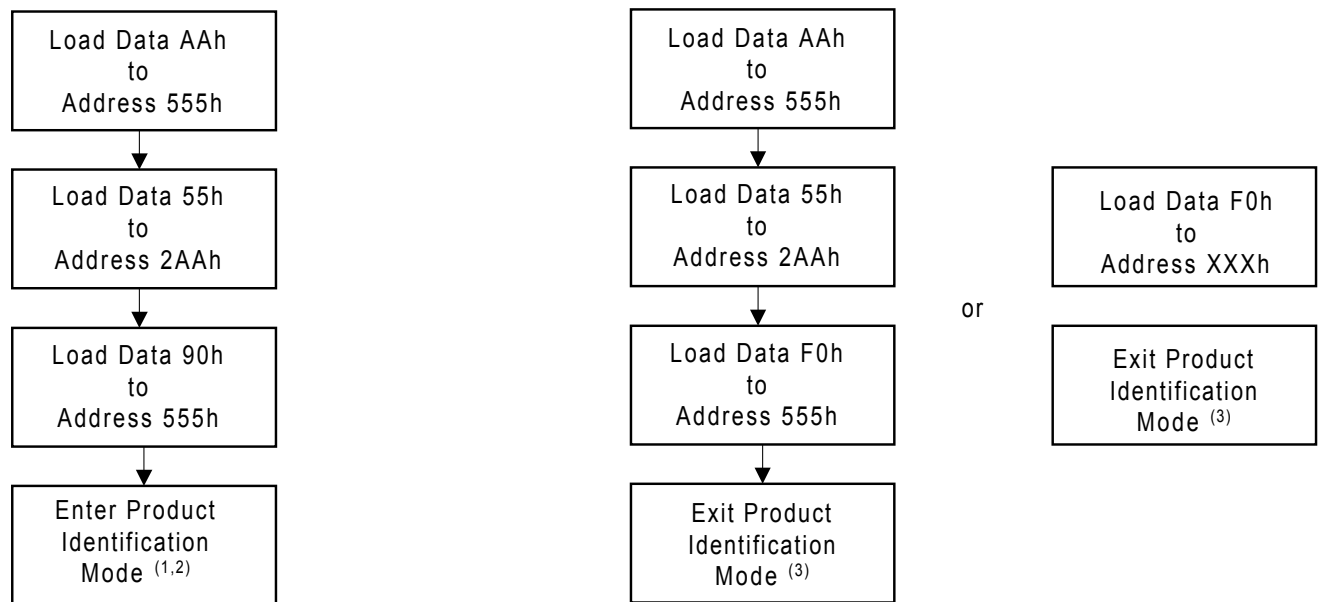 Load Data AAh
to
Address 555h
Load Data 55h
to
Address 2AAh
Load Data 90h
to
Address 555h
Enter Product
Identification
Mode (1,2)
Load Data AAh
to
Address 555h
Load Data 55h
to
Address 2AAh
Load Data F0h
to
Address 555h
Exit Product
Identification
Mode (3)
or
Load Data F0h
to
Address XXXh
Exit Product
Identification
Mode (3)